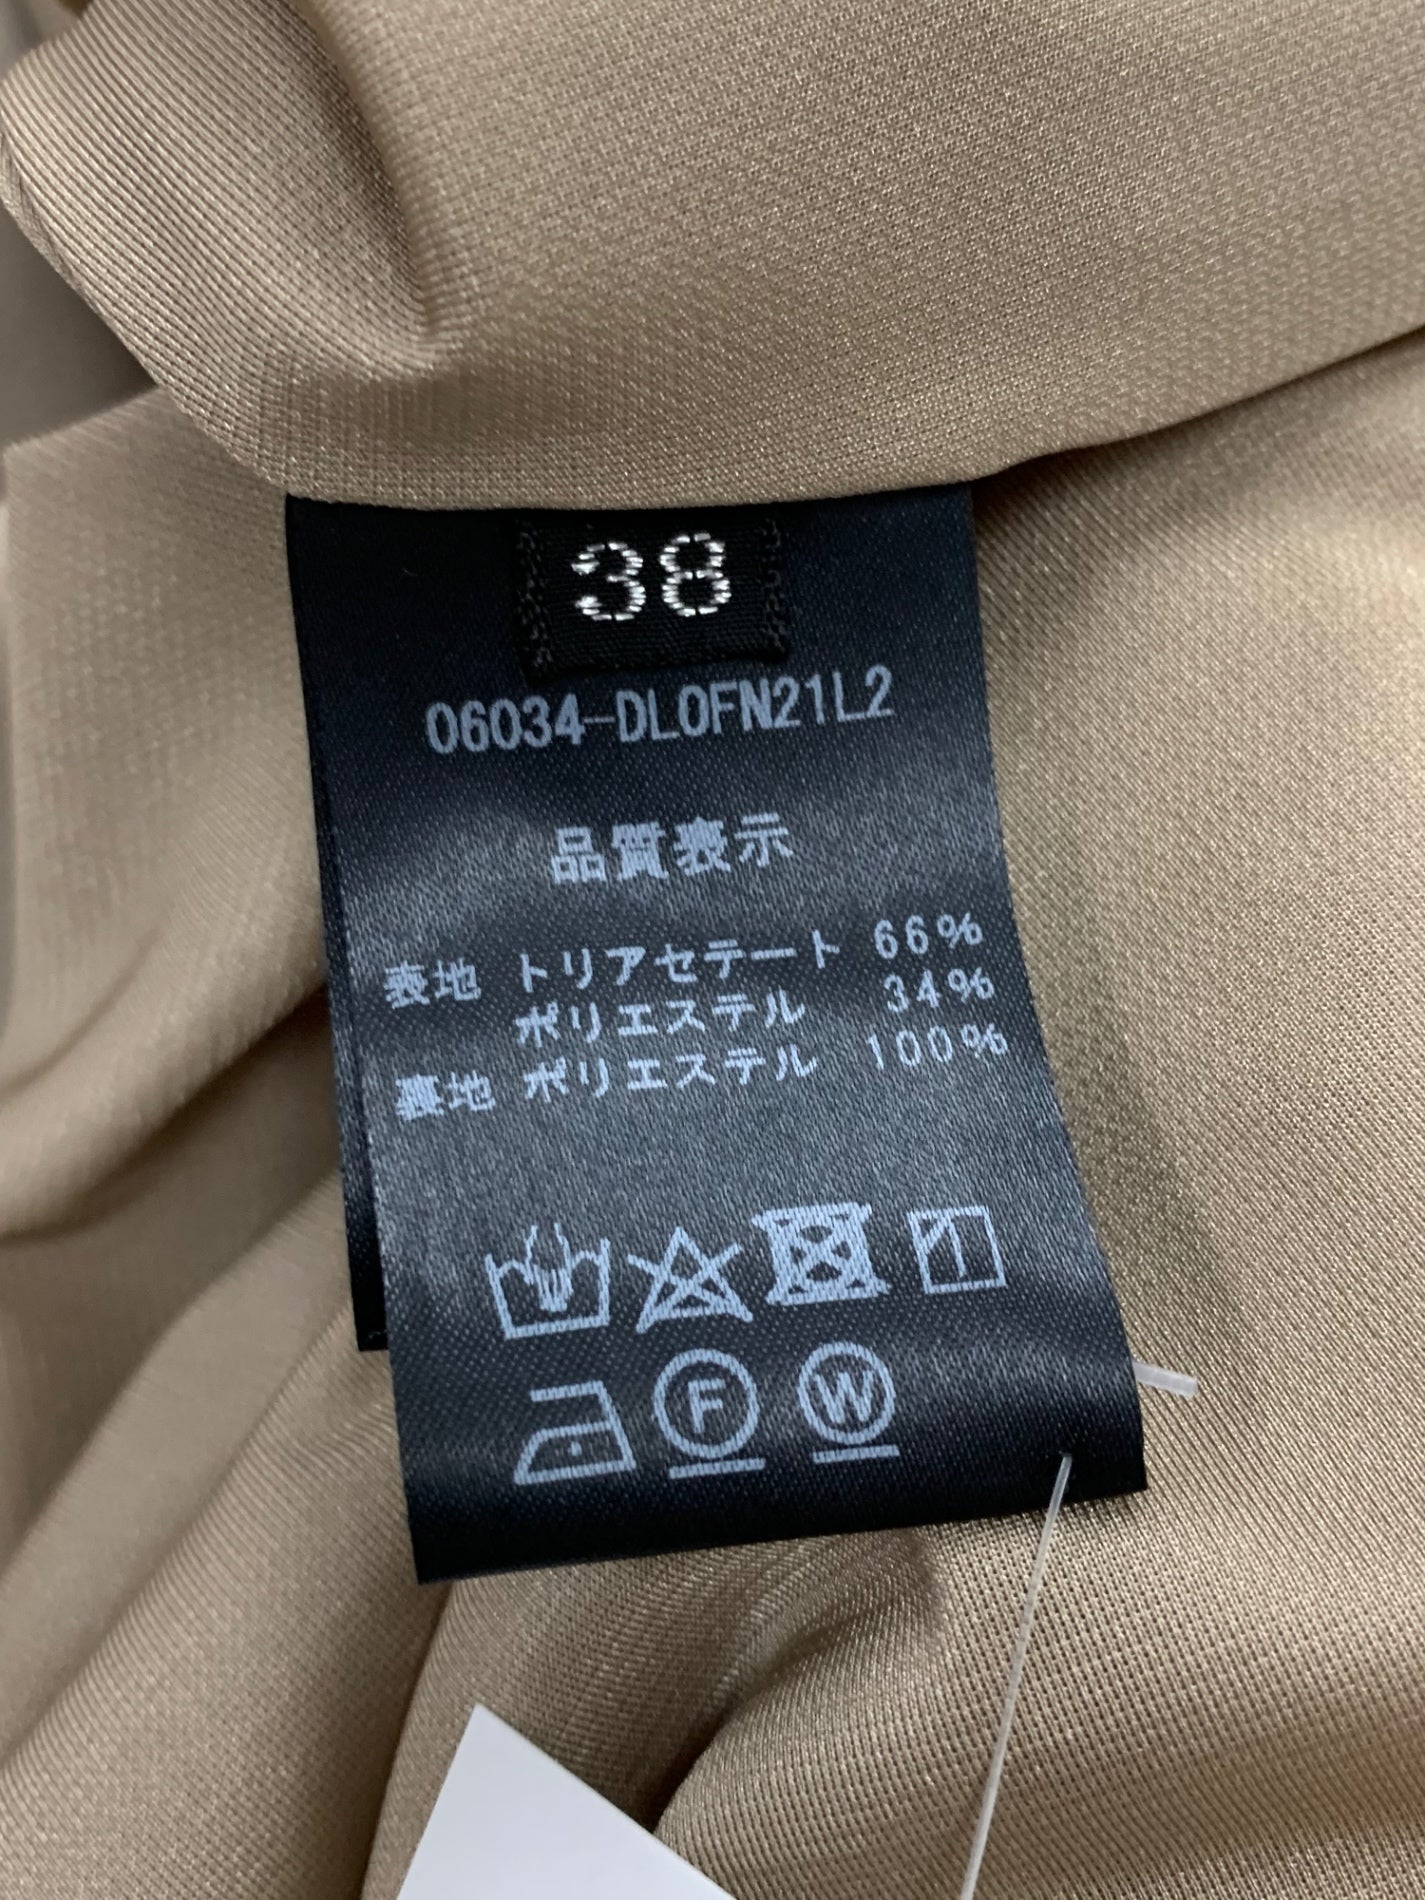 38
06034-DLOFN21L2
品質表示
表地 トリアセテート 66%
ポリエステル 34%
裏地 ポリエステル 100%
F W